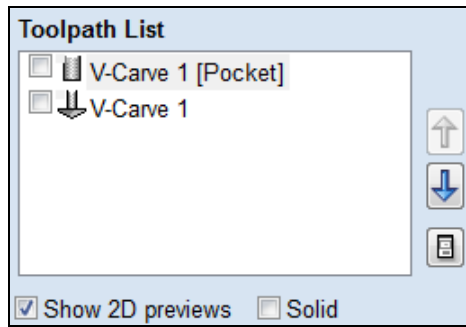 Toolpath List
V-Carve 1 [Pocket]
V-Carve 1
Show 2D previews Solid